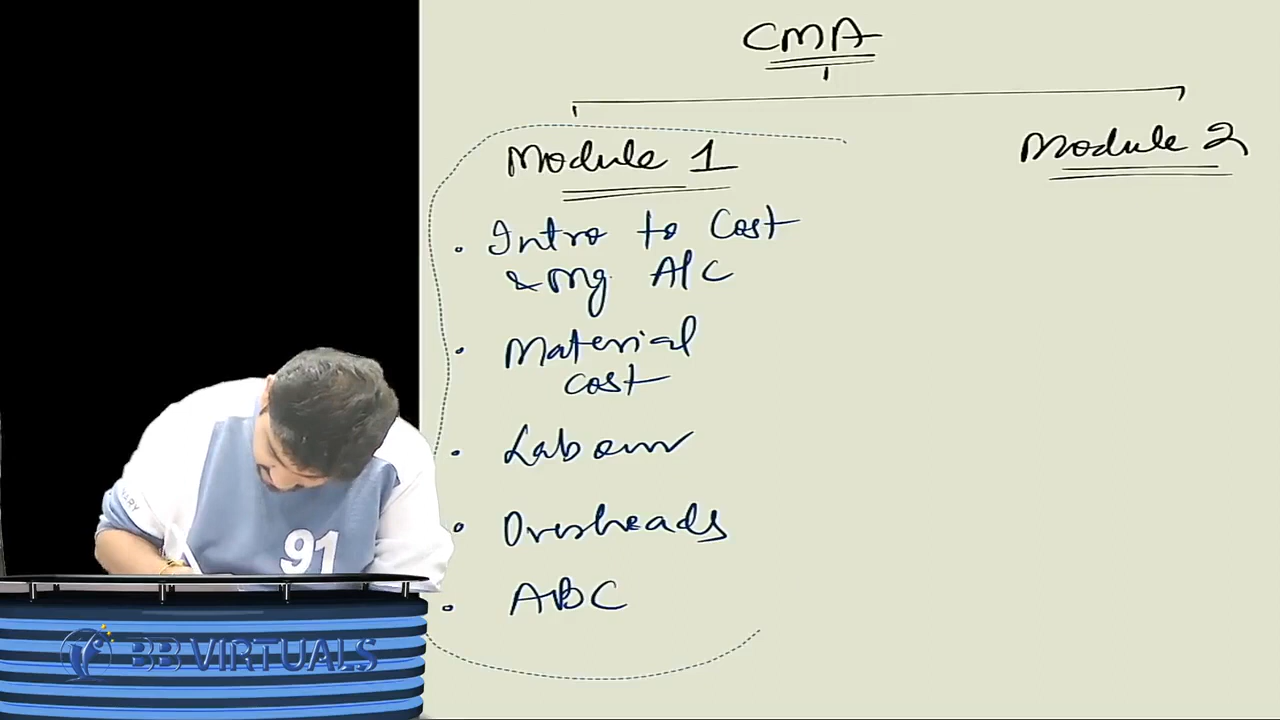 CMA
Module 1
Module 2
• Intro to Cost
& Mg A/C
• Material
cost
• Labour
• Overheads
• ABC
91
BB VIRTUALS